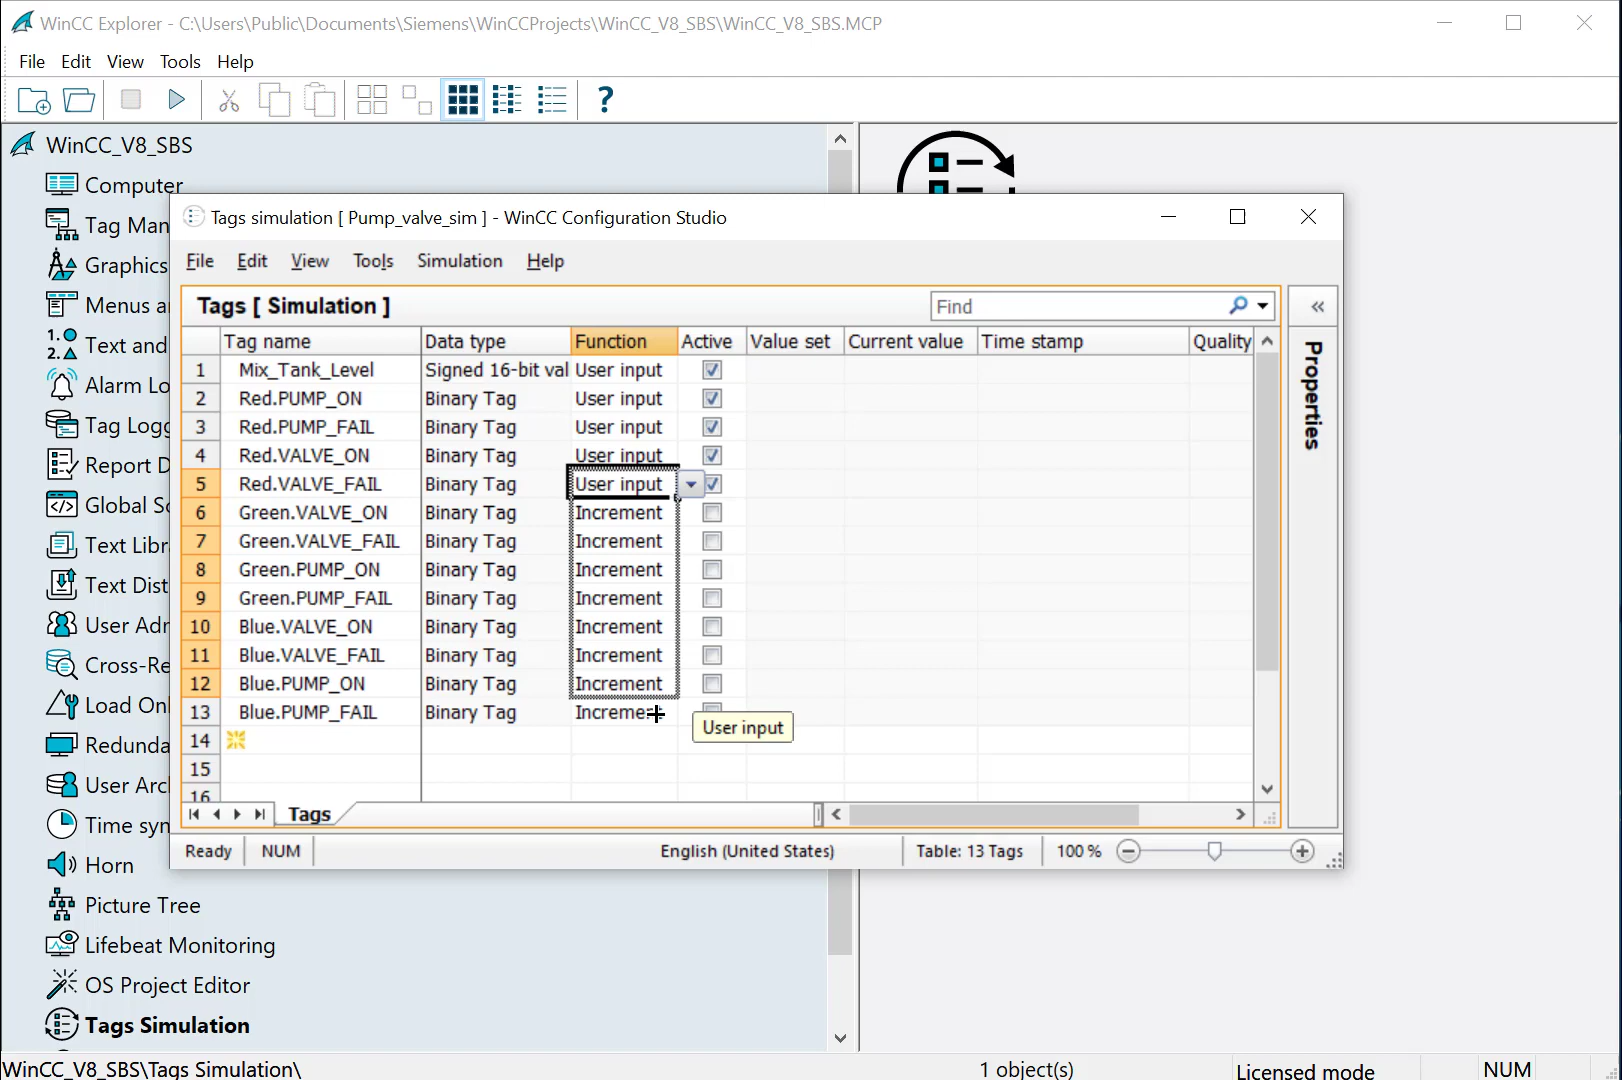 WinCC Explorer - C:\Users\Public\Documents\Siemens\WinCCProjects\WinCC_V8_SBS\WinCC_V8_SBS.MCP
File Edit View Tools Help
WinCC_V8_SBS
Computer
Tag Man
Graphics
Menus a
Text and
Alarm Lo
Tag Logg
Report D
Global Sc
Text Libr
Text Dist
User Adr
Cross-Re
Load Onl
Redunda
User Arc
Time syn
Horn
Picture Tree
Lifebeat Monitoring
OS Project Editor
Tags Simulation
Tags simulation [ Pump_valve_sim ] - WinCC Configuration Studio
File Edit View Tools Simulation Help
Tags [ Simulation ] Find
Tag name Data type Function Active Value set Current value Time stamp Quality
1 Mix_Tank_Level Signed 16-bit val User input
2 Red.PUMP_ON Binary Tag User input
3 Red.PUMP_FAIL Binary Tag User input
4 Red.VALVE_ON Binary Tag User input
5 Red.VALVE_FAIL Binary Tag User input
6 Green.VALVE_ON Binary Tag Increment
7 Green.VALVE_FAIL Binary Tag Increment
8 Green.PUMP_ON Binary Tag Increment
9 Green.PUMP_FAIL Binary Tag Increment
10 Blue.VALVE_ON Binary Tag Increment
11 Blue.VALVE_FAIL Binary Tag Increment
12 Blue.PUMP_ON Binary Tag Increment
13 Blue.PUMP_FAIL Binary Tag Increment
User input
14
15
16
Tags
Properties
Ready NUM English (United States) Table: 13 Tags 100 %
WinCC_V8_SBS\Tags Simulation\ 1 object(s) Licensed mode NUM